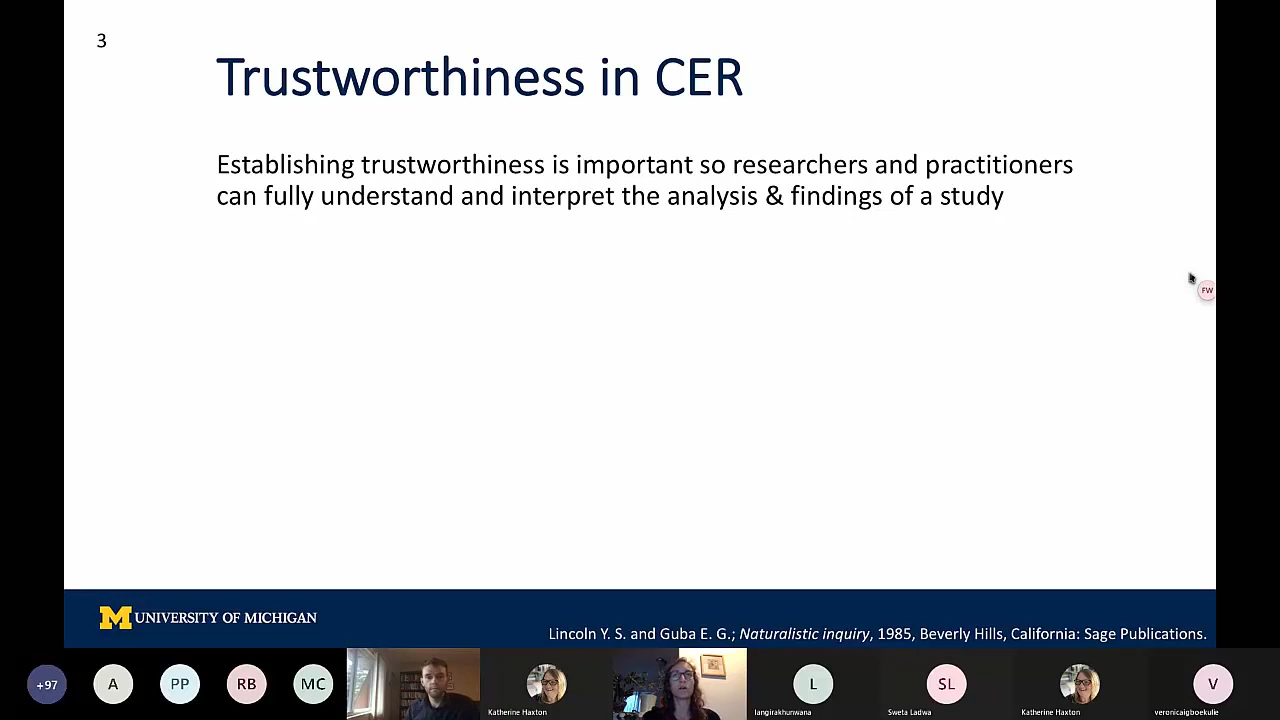 3
Trustworthiness in CER
Establishing trustworthiness is important so researchers and practitioners
can fully understand and interpret the analysis & findings of a study
FW
M UNIVERSITY OF MICHIGAN
Lincoln Y. S. and Guba E. G.; Naturalistic inquiry, 1985, Beverly Hills, California: Sage Publications.
+97
A
PP
RB
MC
Katherine Haxton
L
langirakhunwana
SL
Sweta Ladwa
Katherine Haxton
V
veronicaigboekulie